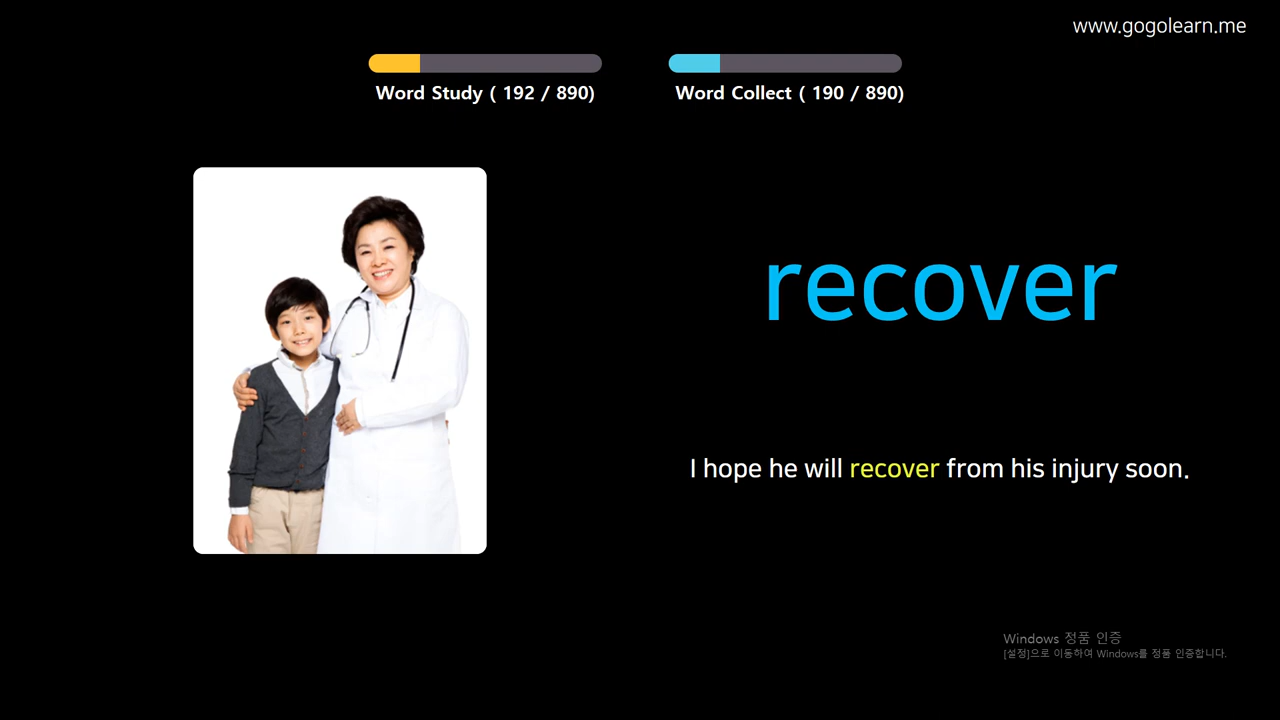 www.gogolearn.me
Word Study ( 192 / 890)
Word Collect ( 190 / 890)
recover
I hope he will recover from his injury soon.
Windows 정품 인증
[설정]으로 이동하여 Windows를 정품 인증합니다.